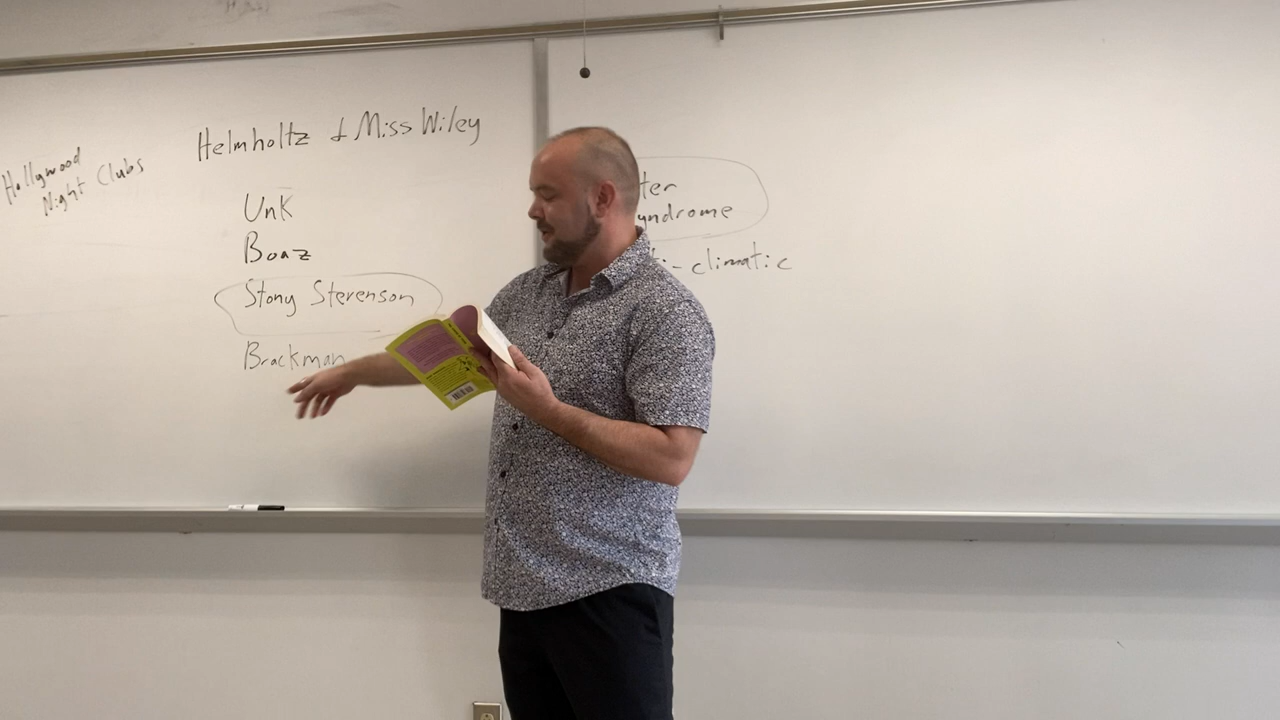 Hollywood
Night Clubs
Helmholtz & Miss Wiley
Unk
Boaz
Stony Stevenson
Brackman
ter
yndrome
-climatic